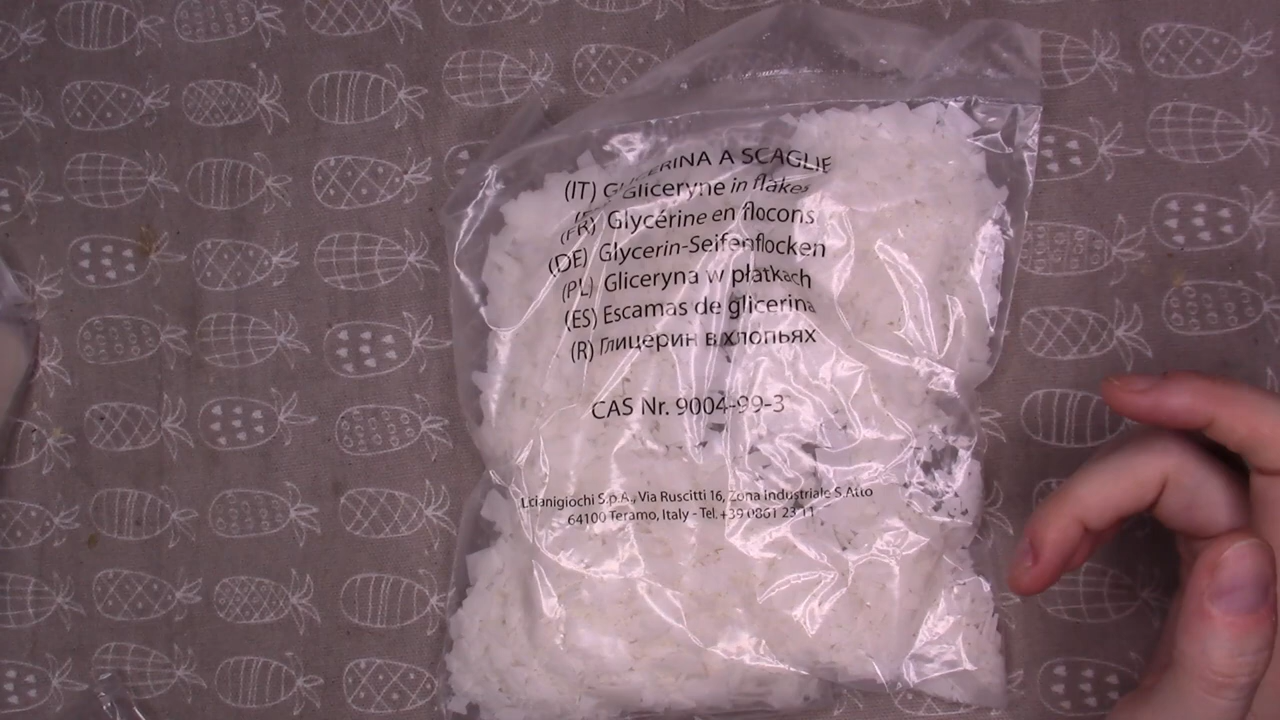 (IT) GLICERINA A SCAGLIE
Gliceryne in flakes
(FR) Glycérine en flocons
(DE) Glycerin-Seifenflocken
(PL) Gliceryna w płatkach
(ES) Escamas de glicerina
(R) Глицерин в хлопьях
CAS Nr. 9004-99-3
Lcianigiochi S.p.A., Via Ruscitti 16, Zona industriale S.Atto
64100 Teramo, Italy - Tel. +39 0861 23 11